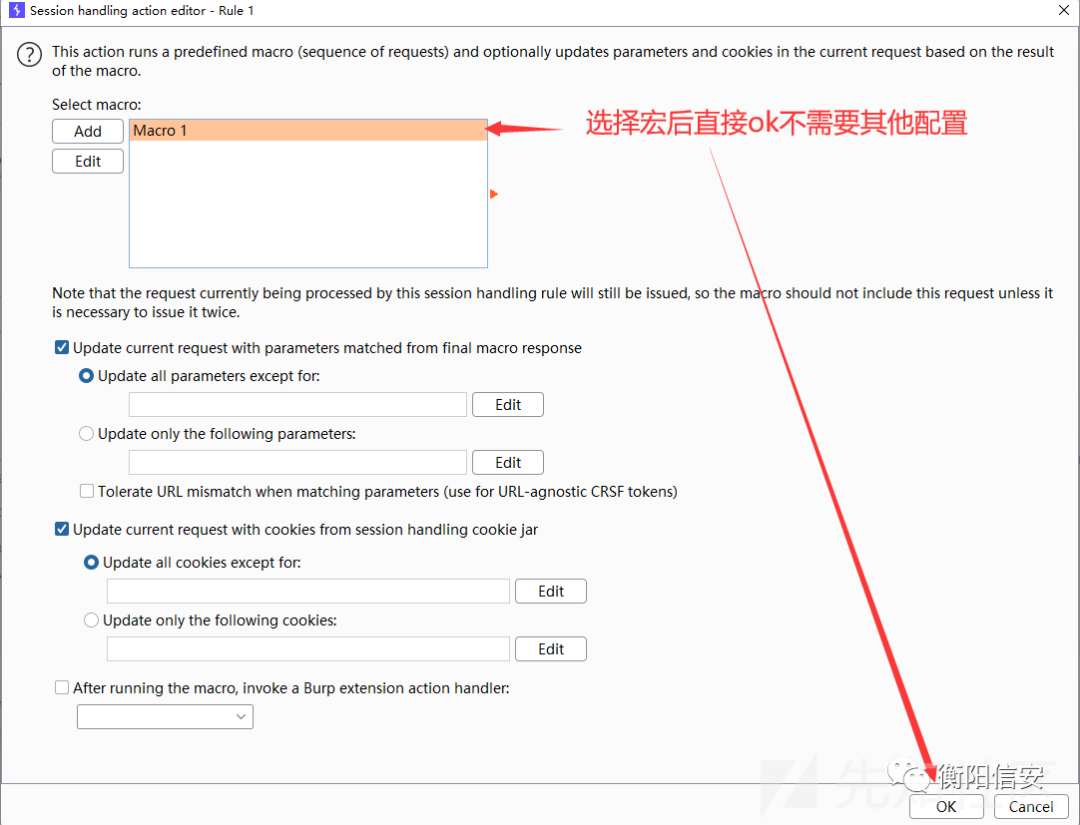 Session handling action editor - Rule 1
?
This action runs a predefined macro (sequence of requests) and optionally updates parameters and cookies in the current request based on the result
of the macro.
Select macro:
Add
Macro 1
选择宏后直接ok不需要其他配置
Edit
Note that the request currently being processed by this session handling rule will still be issued, so the macro should not include this request unless it
is necessary to issue it twice.
Update current request with parameters matched from final macro response
Update all parameters except for:
Edit
Update only the following parameters:
Edit
Tolerate URL mismatch when matching parameters (use for URL-agnostic CRSF tokens)
Update current request with cookies from session handling cookie jar
Update all cookies except for:
Edit
Update only the following cookies:
Edit
After running the macro, invoke a Burp extension action handler:
衡阳信安
OK
Cancel